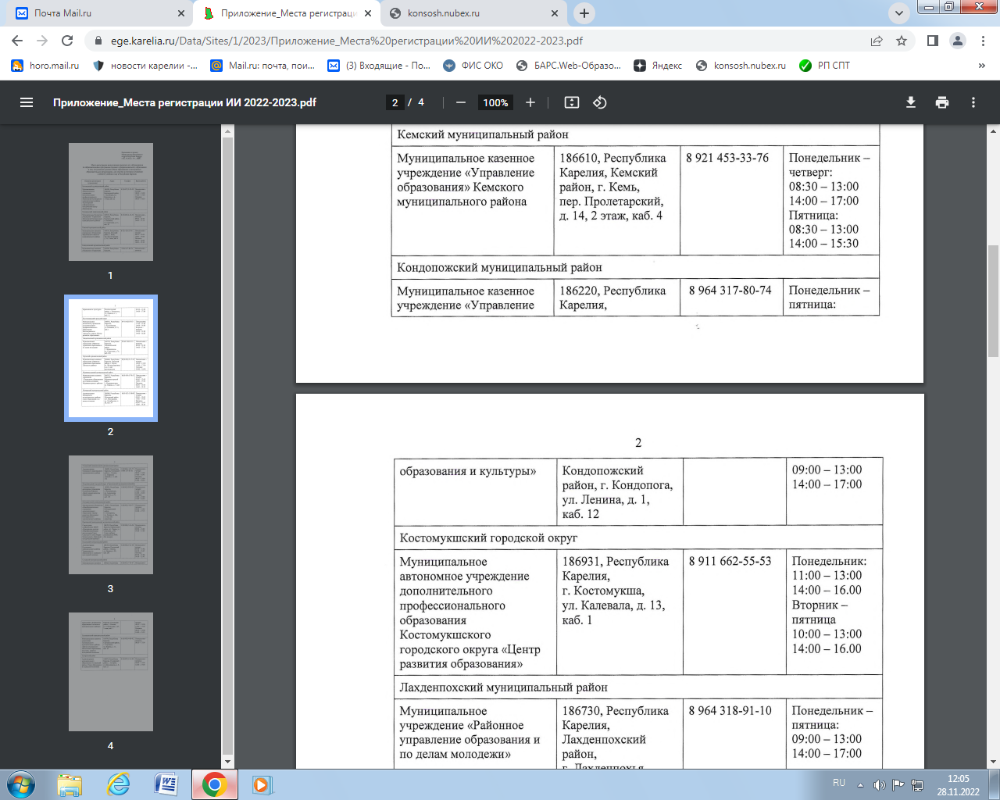 Почта Mail.ru
Приложение_Места регистраци
konsosh.nubex.ru
ege.karelia.ru/Data/Sites/1/2023/Приложение_Места%20регистрации%20ИИ%202022-2023.pdf
horo.mail.ru
новости карелии -...
Mail.ru: почта, пои...
(3) Входящие - По...
ФИС ОКО
БАРС.Web-Образо...
Яндекс
konsosh.nubex.ru
РП СПТ
»
Приложение_Места регистрации ИИ 2022-2023.pdf
2 / 4
100%
1
2
3
4
Кемский муниципальный район
Муниципальное казенное
учреждение «Управление
образования» Кемского
муниципального района
186610, Республика
Карелия, Кемский
район, г. Кемь,
пер. Пролетарский,
д. 14, 2 этаж, каб. 4
8 921 453-33-76
Понедельник –
четверг:
08:30 – 13:00
14:00 – 17:00
Пятница:
08:30 – 13:00
14:00 – 15:30
Кондопожский муниципальный район
Муниципальное казенное
учреждение «Управление
186220, Республика
Карелия,
8 964 317-80-74
Понедельник –
пятница:
2
образования и культуры»
Кондопожский
район, г. Кондопога,
ул. Ленина, д. 1,
каб. 12
09:00 – 13:00
14:00 – 17:00
Костомукшский городской округ
Муниципальное
автономное учреждение
дополнительного
профессионального
образования
Костомукшского
городского округа «Центр
развития образования»
186931, Республика
Карелия,
г. Костомукша,
ул. Калевала, д. 13,
каб. 1
8 911 662-55-53
Понедельник:
11:00 – 13:00
14:00 – 16.00
Вторник –
пятница
10:00 – 13:00
14:00 – 16.00
Лахденпохский муниципальный район
Муниципальное
учреждение «Районное
управление образования и
по делам молодежи»
186730, Республика
Карелия,
Лахденпохский
район,
г. Лахденпохья
8 964 318-91-10
Понедельник –
пятница:
09:00 – 13:00
14:00 – 17:00
RU
12:05
28.11.2022